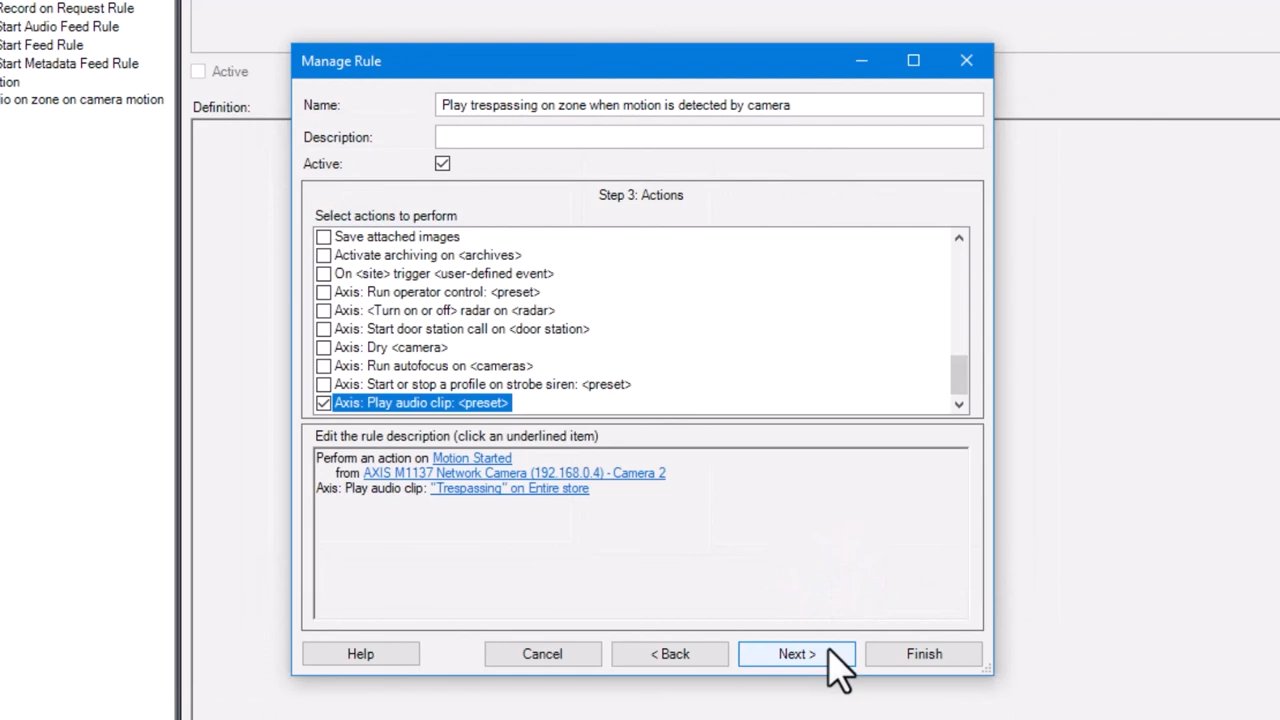 Record on Request Rule
Start Audio Feed Rule
Start Feed Rule
Start Metadata Feed Rule
tion
io on zone on camera motion
Active
Definition:
Manage Rule
Name: Play trespassing on zone when motion is detected by camera
Description:
Active:
Step 3: Actions
Select actions to perform
Save attached images
Activate archiving on <archives>
On <site> trigger <user-defined event>
Axis: Run operator control: <preset>
Axis: <Turn on or off> radar on <radar>
Axis: Start door station call on <door station>
Axis: Dry <camera>
Axis: Run autofocus on <cameras>
Axis: Start or stop a profile on strobe siren: <preset>
Axis: Play audio clip: <preset>
Edit the rule description (click an underlined item)
Perform an action on Motion Started
from AXIS M1137 Network Camera (192.168.0.4) - Camera 2
Axis: Play audio clip: "Trespassing" on Entire store
Help Cancel < Back Next > Finish